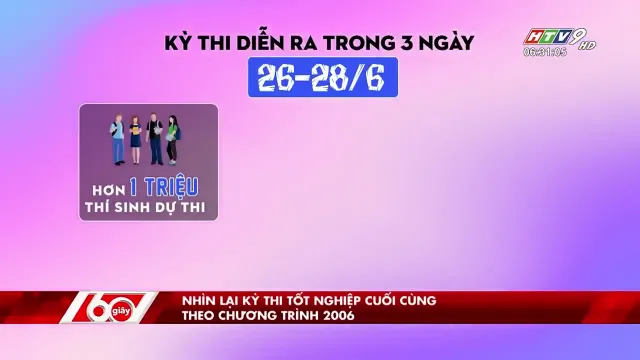 KỲ THI DIỄN RA TRONG 3 NGÀY
26-28/6
HTV9 HD
06:31:05
HƠN 1 TRIỆU
THÍ SINH DỰ THI
60 giây
NHÌN LẠI KỲ THI TỐT NGHIỆP CUỐI CÙNG
THEO CHƯƠNG TRÌNH 2006